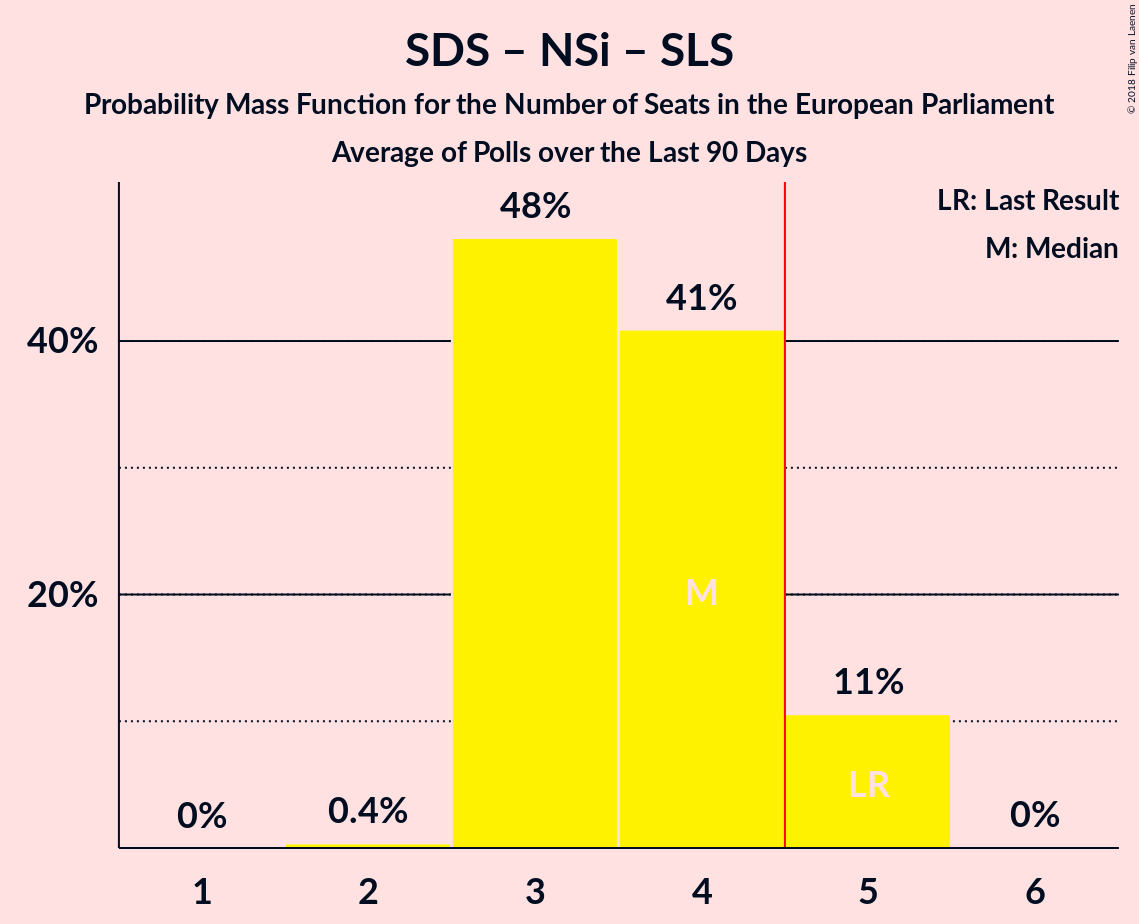 SDS – NSi – SLS
Probability Mass Function for the Number of Seats in the European Parliament
Average of Polls over the Last 90 Days
© 2018 Filip van Laenen
LR: Last Result
M: Median
48%
41%
40%
20%
M
11%
LR
0%
0.4%
0%
1 2 3 4 5 6